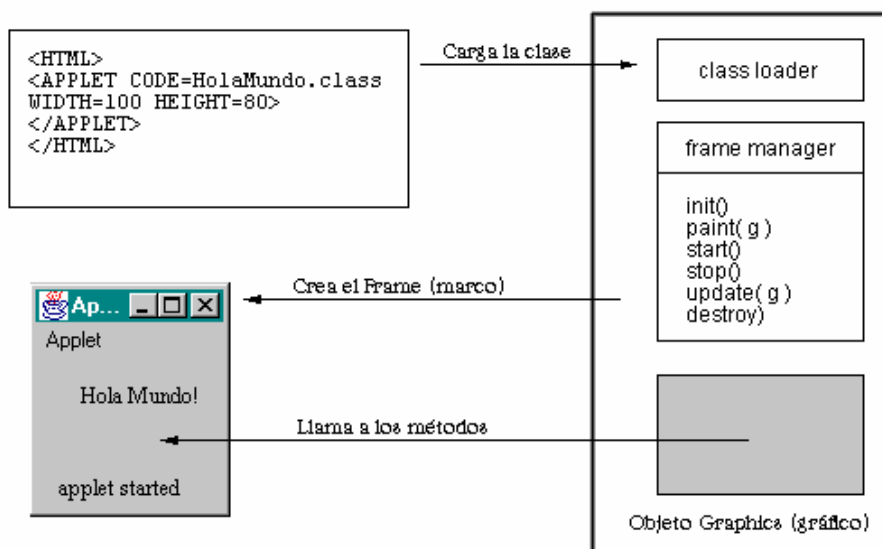 <HTML>
<APPLET CODE=HolaMundo.class
WIDTH=100 HEIGHT=80>
</APPLET>
</HTML>
Carga la clase
class loader
frame manager
init()
paint( g )
start()
stop()
update( g )
destroy)
Crea el Frame (marco)
Ap...
Applet
Hola Mundo!
applet started
Llama a los métodos
Objeto Graphics (gráfico)